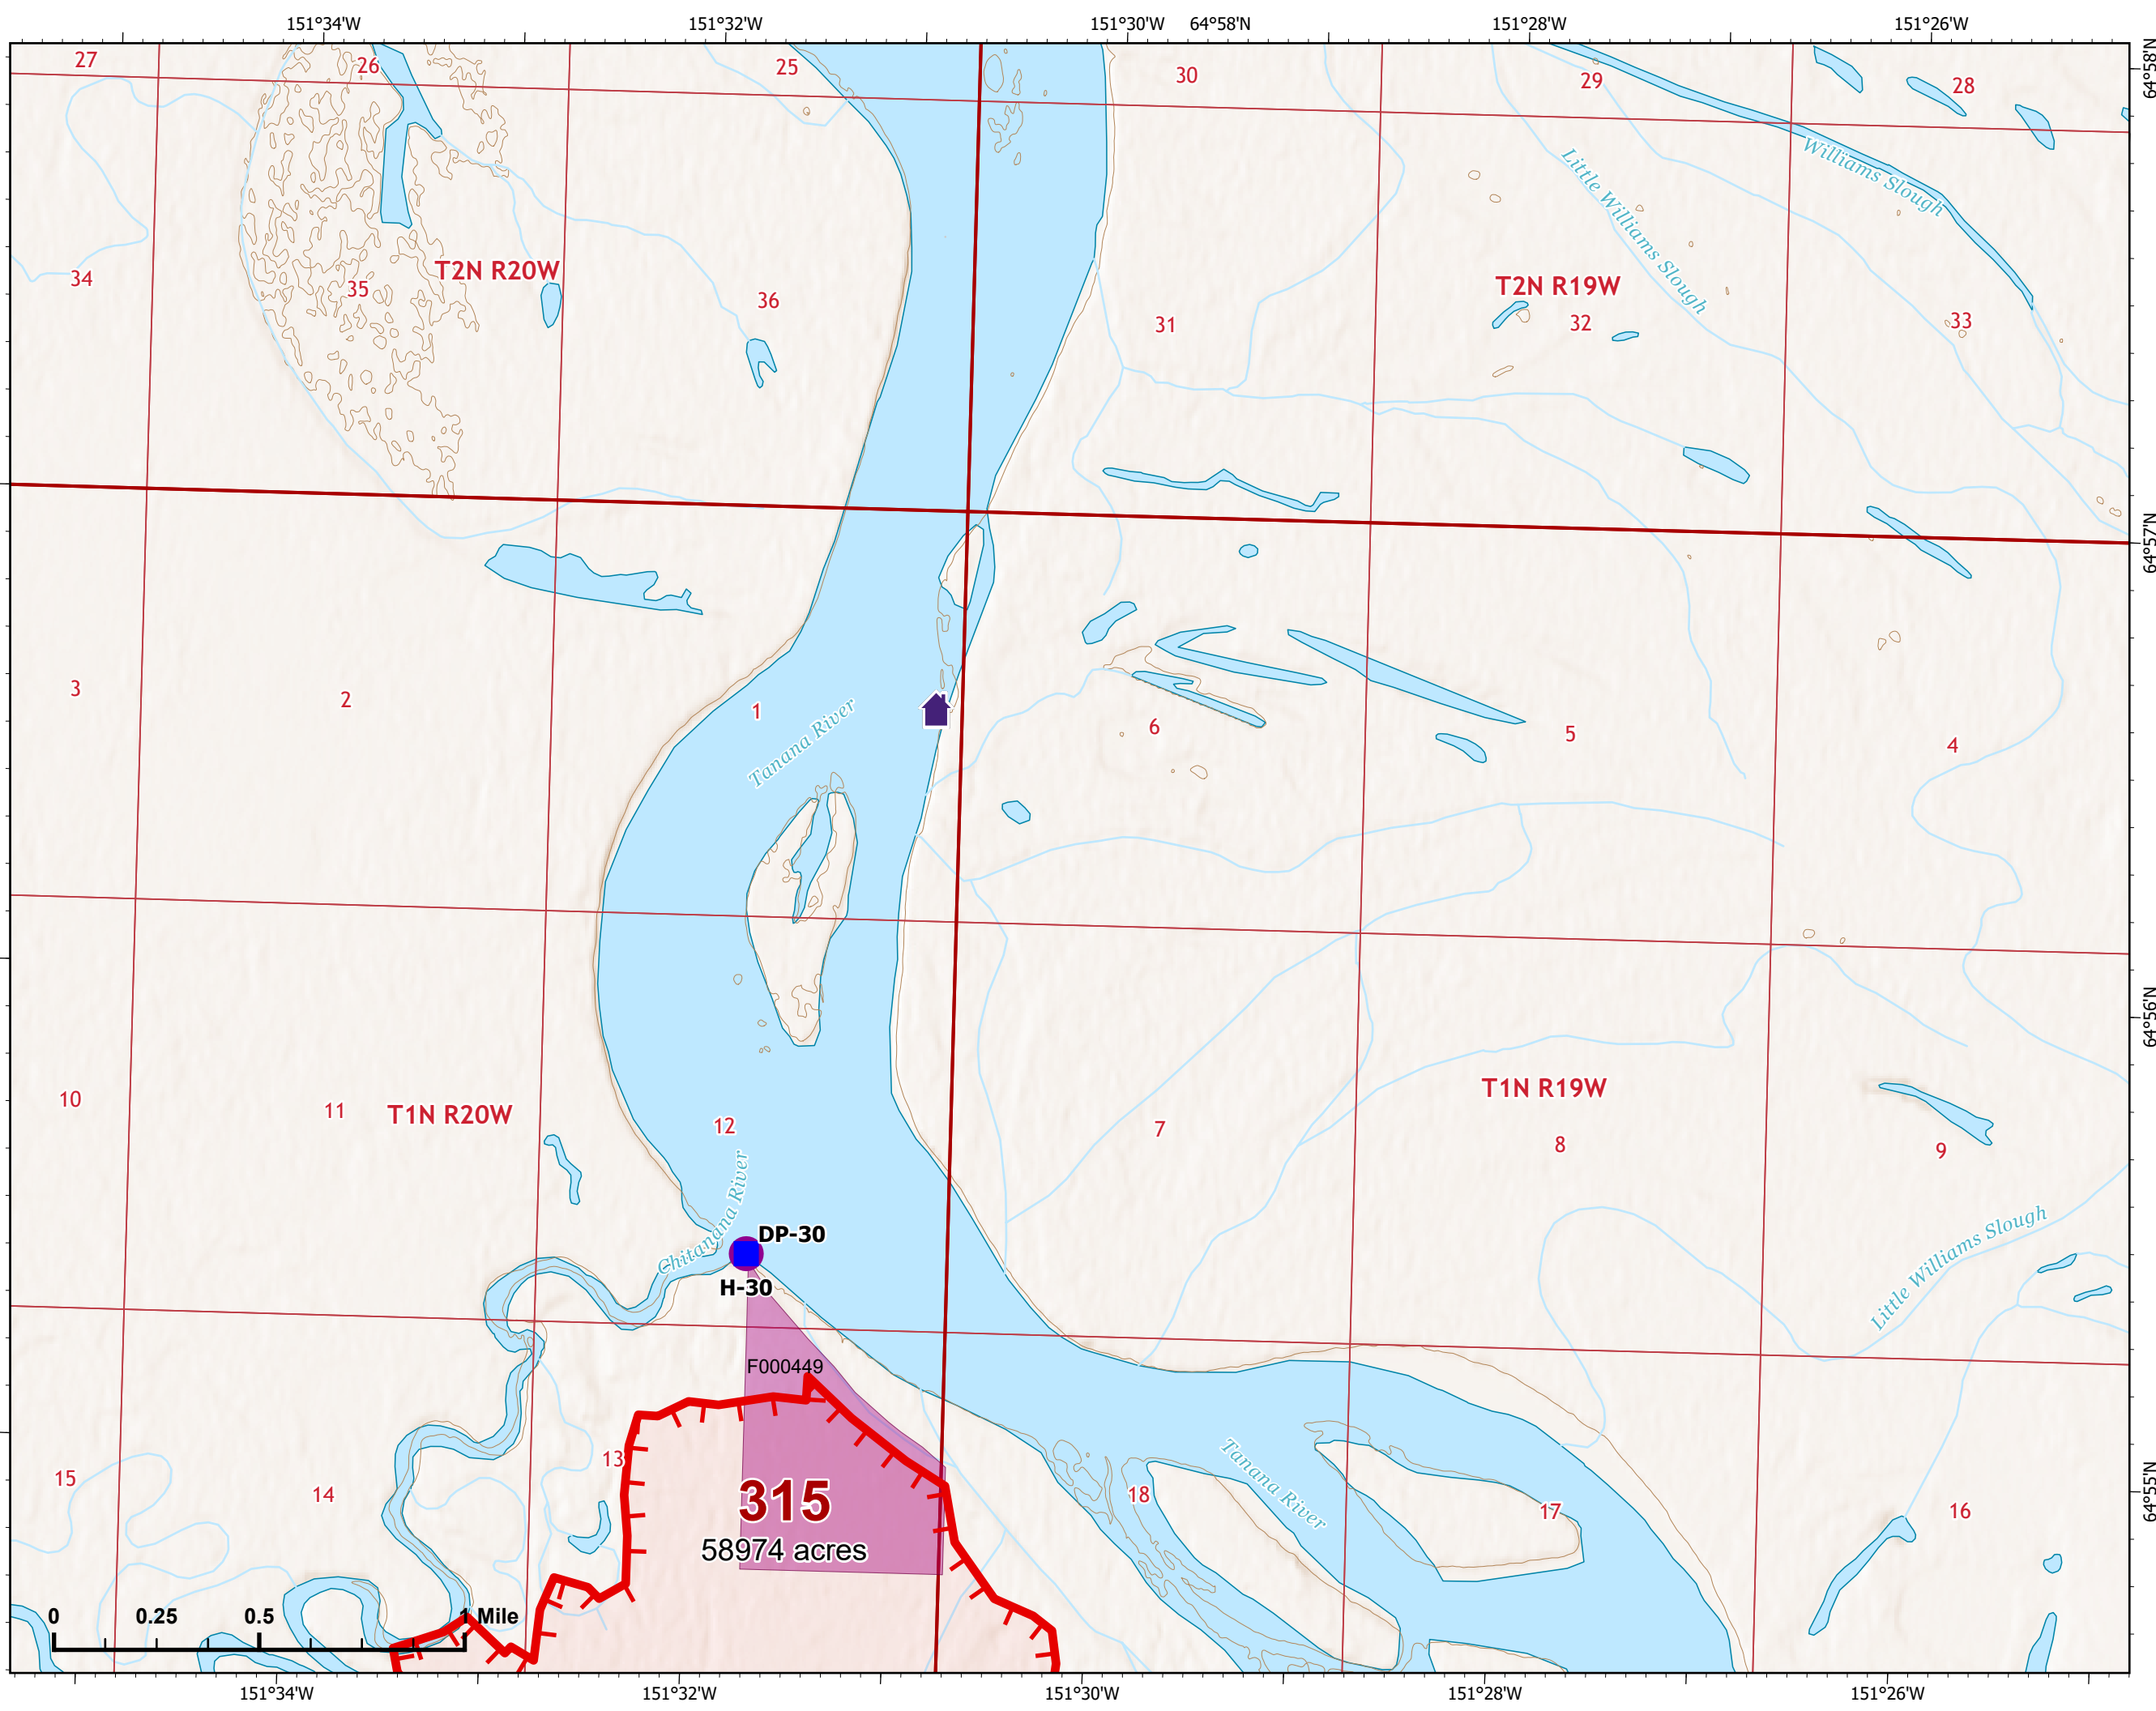 151°34'W
151°32'W
151°30'W
64°58'N
151°28'W
151°26'W
27
26
25
30
29
28
64°58'N
Williams Slough
Little Williams Slough
34
35
T2N R20W
36
31
T2N R19W
32
33
64°57'N
3
2
1
Tanana River
6
5
4
64°56'N
10
11
T1N R20W
12
7
T1N R19W
8
9
Chitanana River
DP-30
H-30
Little Williams Slough
F000449
15
14
13
315
58974 acres
18
Tanana River
17
16
64°55'N
0
0.25
0.5
1 Mile
151°34'W
151°32'W
151°30'W
151°28'W
151°26'W